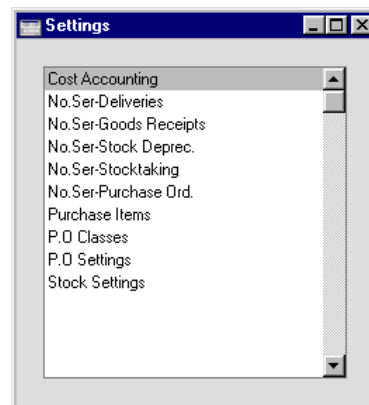 Settings
Cost Accounting
No.Ser-Deliveries
No.Ser-Goods Receipts
No.Ser-Stock Deprec.
No.Ser-Stocktaking
No.Ser-Purchase Ord.
Purchase Items
P.O Classes
P.O Settings
Stock Settings